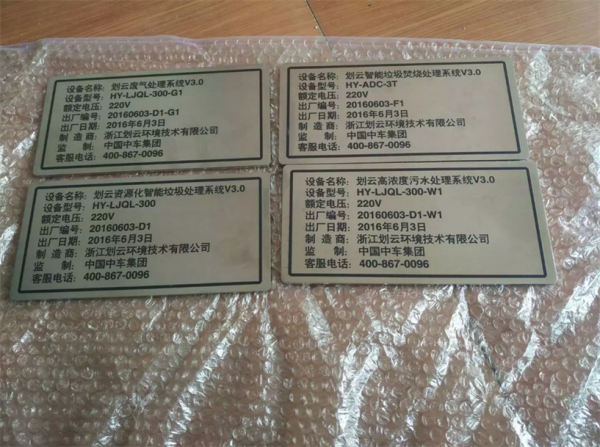 设备名称: 划云废气处理系统V3.0
设备型号: HY-LJQL-300-G1
额定电压: 220V
出厂编号: 20160603-D1-G1
出厂日期: 2016年6月3日
制 造 商: 浙江划云环境技术有限公司
监 制: 中国中车集团
客服电话: 400-867-0096
设备名称: 划云智能垃圾焚烧处理系统V3.0
设备型号: HY-ADC-3T
额定电压: 220V
出厂编号: 20160603-F1
出厂日期: 2016年6月3日
制 造 商: 浙江划云环境技术有限公司
监 制: 中国中车集团
客服电话: 400-867-0096
设备名称: 划云资源化智能垃圾处理系统V3.0
设备型号: HY-LJQL-300
额定电压: 220V
出厂编号: 20160603-D1
出厂日期: 2016年6月3日
制 造 商: 浙江划云环境技术有限公司
监 制: 中国中车集团
客服电话: 400-867-0096
设备名称: 划云高浓度污水处理系统V3.0
设备型号: HY-LJQL-300-W1
额定电压: 220V
出厂编号: 20160603-D1-W1
出厂日期: 2016年6月3日
制 造 商: 浙江划云环境技术有限公司
监 制: 中国中车集团
客服电话: 400-867-0096